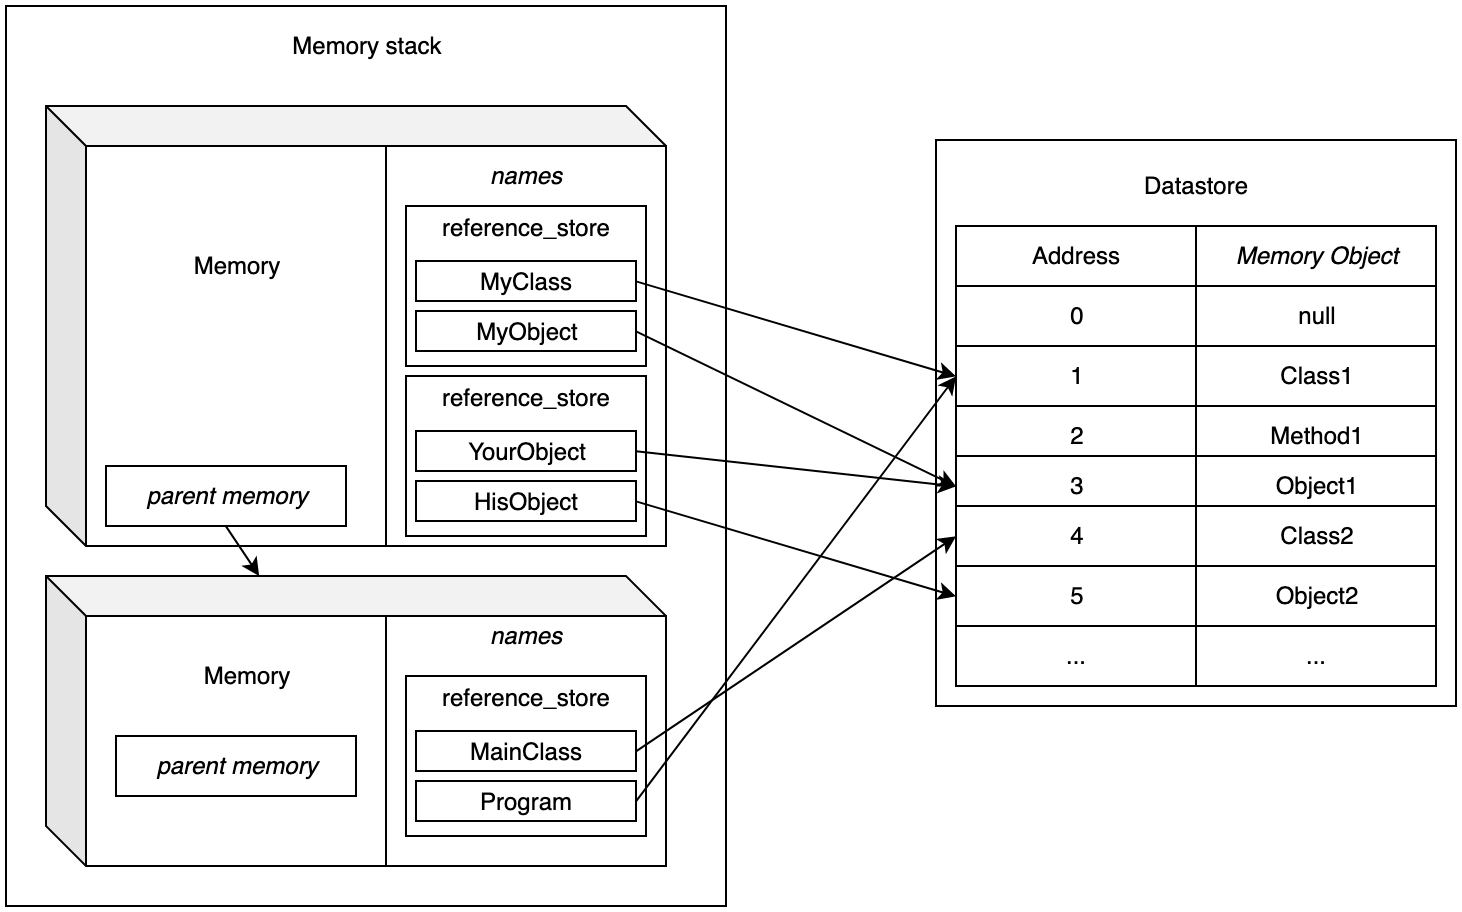 Memory stack
Memory
names
reference_store
MyClass
MyObject
reference_store
YourObject
HisObject
parent memory
Memory
names
reference_store
MainClass
Program
parent memory
Datastore
Address Memory Object
0 null
1 Class1
2 Method1
3 Object1
4 Class2
5 Object2
... ...